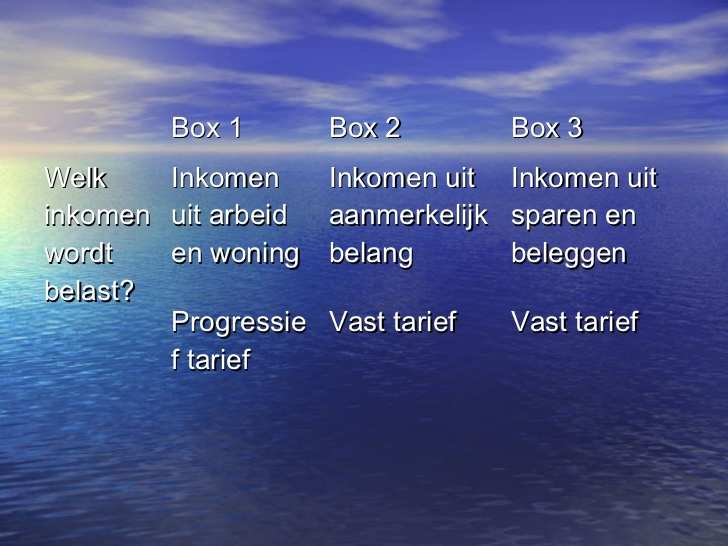 Box 1 Box 2 Box 3
Welk Inkomen Inkomen uit Inkomen uit
inkomen uit arbeid aanmerkelijk sparen en
wordt en woning belang beleggen
belast?
Progressie Vast tarief Vast tarief
f tarief